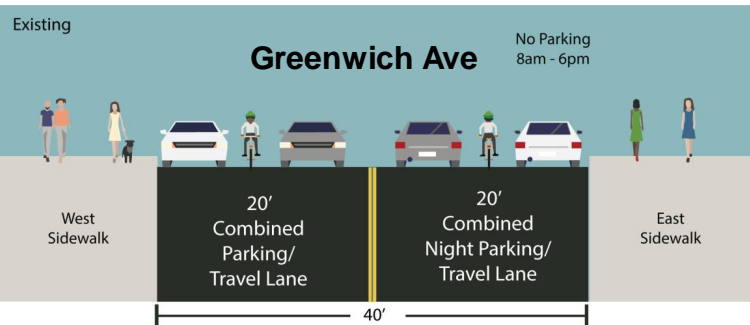 Existing
Greenwich Ave
No Parking
8am - 6pm
West
Sidewalk
20'
Combined
Parking/
Travel Lane
20'
Combined
Night Parking/
Travel Lane
East
Sidewalk
40'